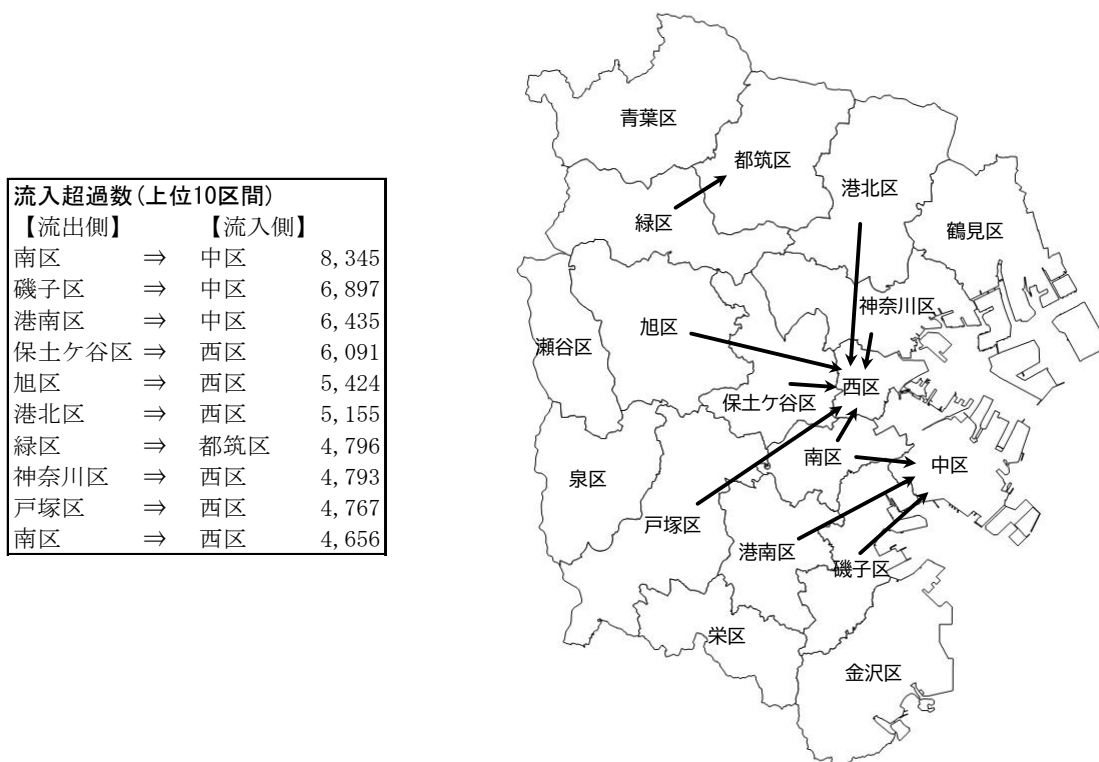 流入超過数(上位10区間)
【流出側】 【流入側】
南区 ⇒ 中区 8,345
磯子区 ⇒ 中区 6,897
港南区 ⇒ 中区 6,435
保土ケ谷区 ⇒ 西区 6,091
旭区 ⇒ 西区 5,424
港北区 ⇒ 西区 5,155
緑区 ⇒ 都筑区 4,796
神奈川区 ⇒ 西区 4,793
戸塚区 ⇒ 西区 4,767
南区 ⇒ 西区 4,656
青葉区
都筑区
港北区
緑区
鶴見区
神奈川区
旭区
瀬谷区
西区
保土ケ谷区
南区
中区
泉区
戸塚区
港南区
磯子区
栄区
金沢区